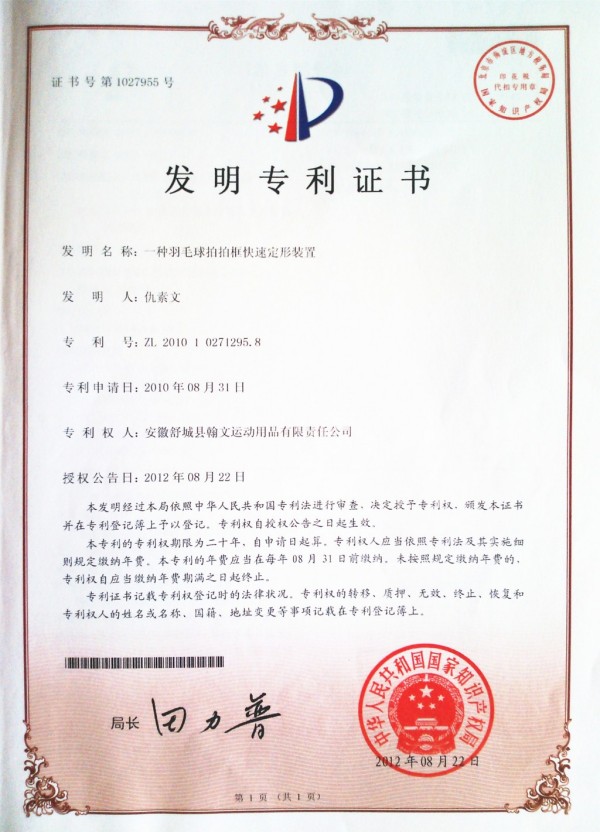 证书号第1027955号
国家知识产权局
代扣专用章
发明专利证书
发明名称：一种羽毛球拍拍框快速定形装置
发明人：仇素文
专利号：ZL 2010 1 0271295.8
专利申请日：2010年08月31日
专利权人：安徽舒城县翰文运动用品有限责任公司
授权公告日：2012年08月22日
本发明经过本局依照中华人民共和国专利法进行审查，决定授予专利权，颁发本证书
并在专利登记簿上予以登记。专利权自授权公告之日起生效。
本专利的专利权期限为二十年，自申请日起算。专利权人应当依照专利法及其实施细
则规定缴纳年费。本专利的年费应当在每年08月31日前缴纳。未按照规定缴纳年费的，
专利权自应当缴纳年费期满之日起终止。
专利证书记载专利权登记时的法律状况。专利权的转移、质押、无效、终止、恢复和
专利权人的姓名或名称、国籍、地址变更等事项记载在专利登记簿上。
局长 田力普
中华人民共和国国家知识产权局
2012年08月22日
第1页（共1页）